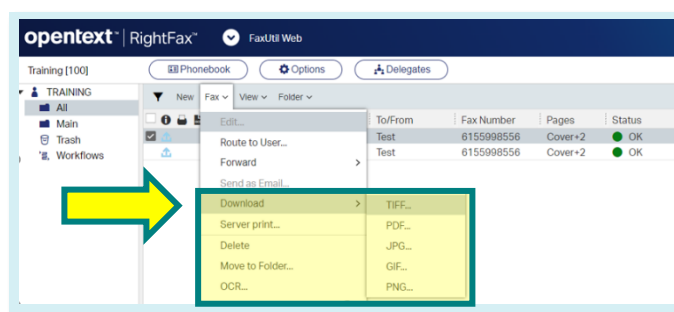 opentext™ | RightFax™ FaxUtil Web
Training [100] Phonebook Options Delegates
TRAINING
All
Main
Trash
Workflows
New Fax View Folder
To/From Fax Number Pages Status
Test 6155998556 Cover+2 OK
Test 6155998556 Cover+2 OK
Edit...
Route to User...
Forward
Send as Email...
Download
Server print...
Delete
Move to Folder...
OCR...
TIFF...
PDF...
JPG...
GIF...
PNG...